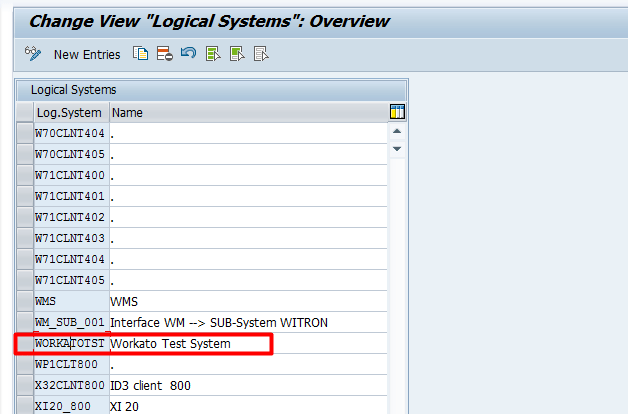 Change View "Logical Systems": Overview
New Entries
Logical Systems
Log.System Name
W70CLNT404 .
W70CLNT405 .
W71CLNT400 .
W71CLNT401 .
W71CLNT402 .
W71CLNT403 .
W71CLNT404 .
W71CLNT405 .
WMS WMS
WM_SUB_001 Interface WM --> SUB-System WITRON
WORKATOTST Workato Test System
WP1CLT800 .
X32CLNT800 ID3 client 800
XI20_800 XI 20